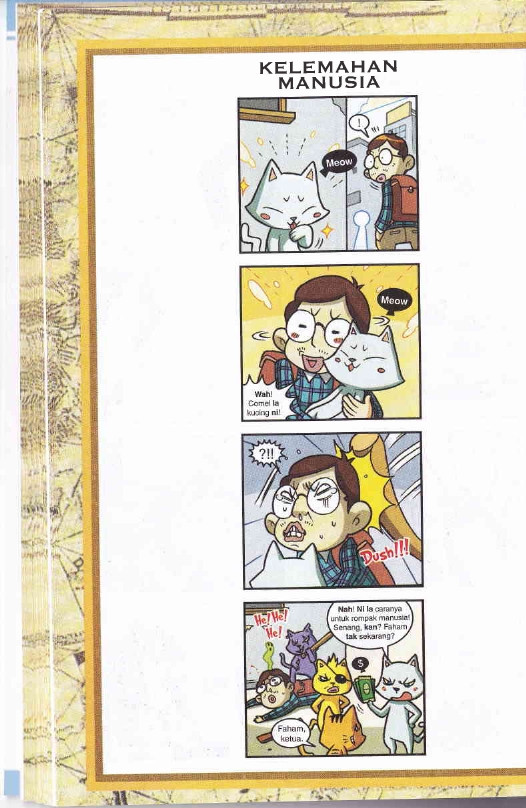 KELEMAHAN
MANUSIA
Meow
!
Meow
Wah!
Comel la
kucing ni!
?!!
Dush!!!
He! He!
He!
Nah! Ni la caranya
untuk rompak manusia!
Senang, kan? Faham
tak sekarang?
$
Faham,
ketua.